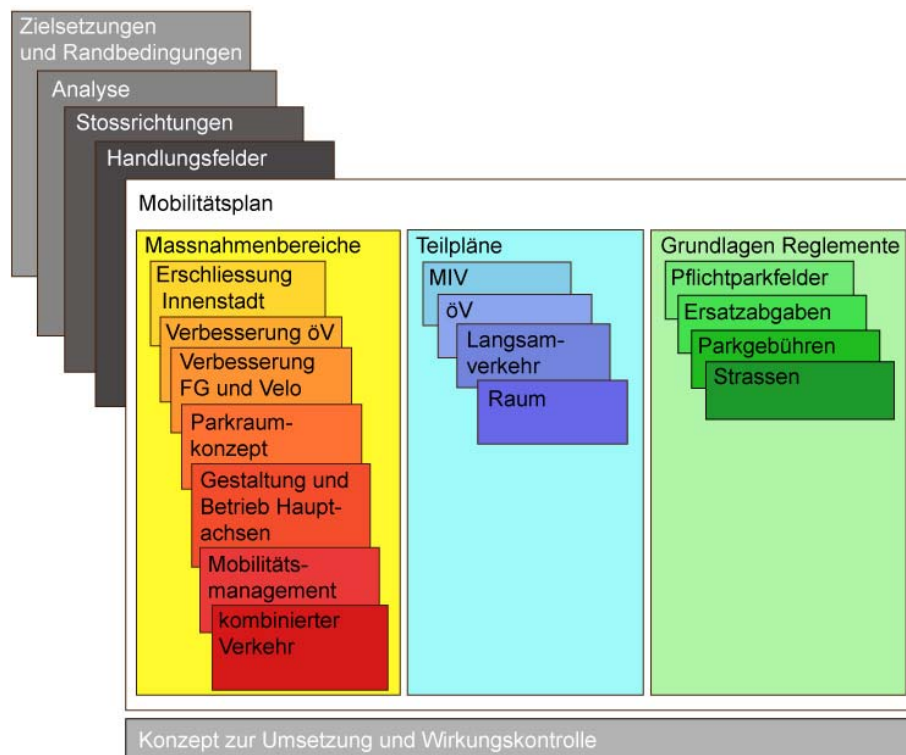 Zielsetzungen
und Randbedingungen
Analyse
Stossrichtungen
Handlungsfelder
Mobilitätsplan
Massnahmenbereiche
Erschliessung
Innenstadt
Verbesserung öV
Verbesserung
FG und Velo
Parkraum-
konzept
Gestaltung und
Betrieb Haupt-
achsen
Mobilitäts-
management
kombinierter
Verkehr
Teilpläne
MIV
öV
Langsam-
verkehr
Raum
Grundlagen Reglemente
Pflichtparkfelder
Ersatzabgaben
Parkgebühren
Strassen
Konzept zur Umsetzung und Wirkungskontrolle